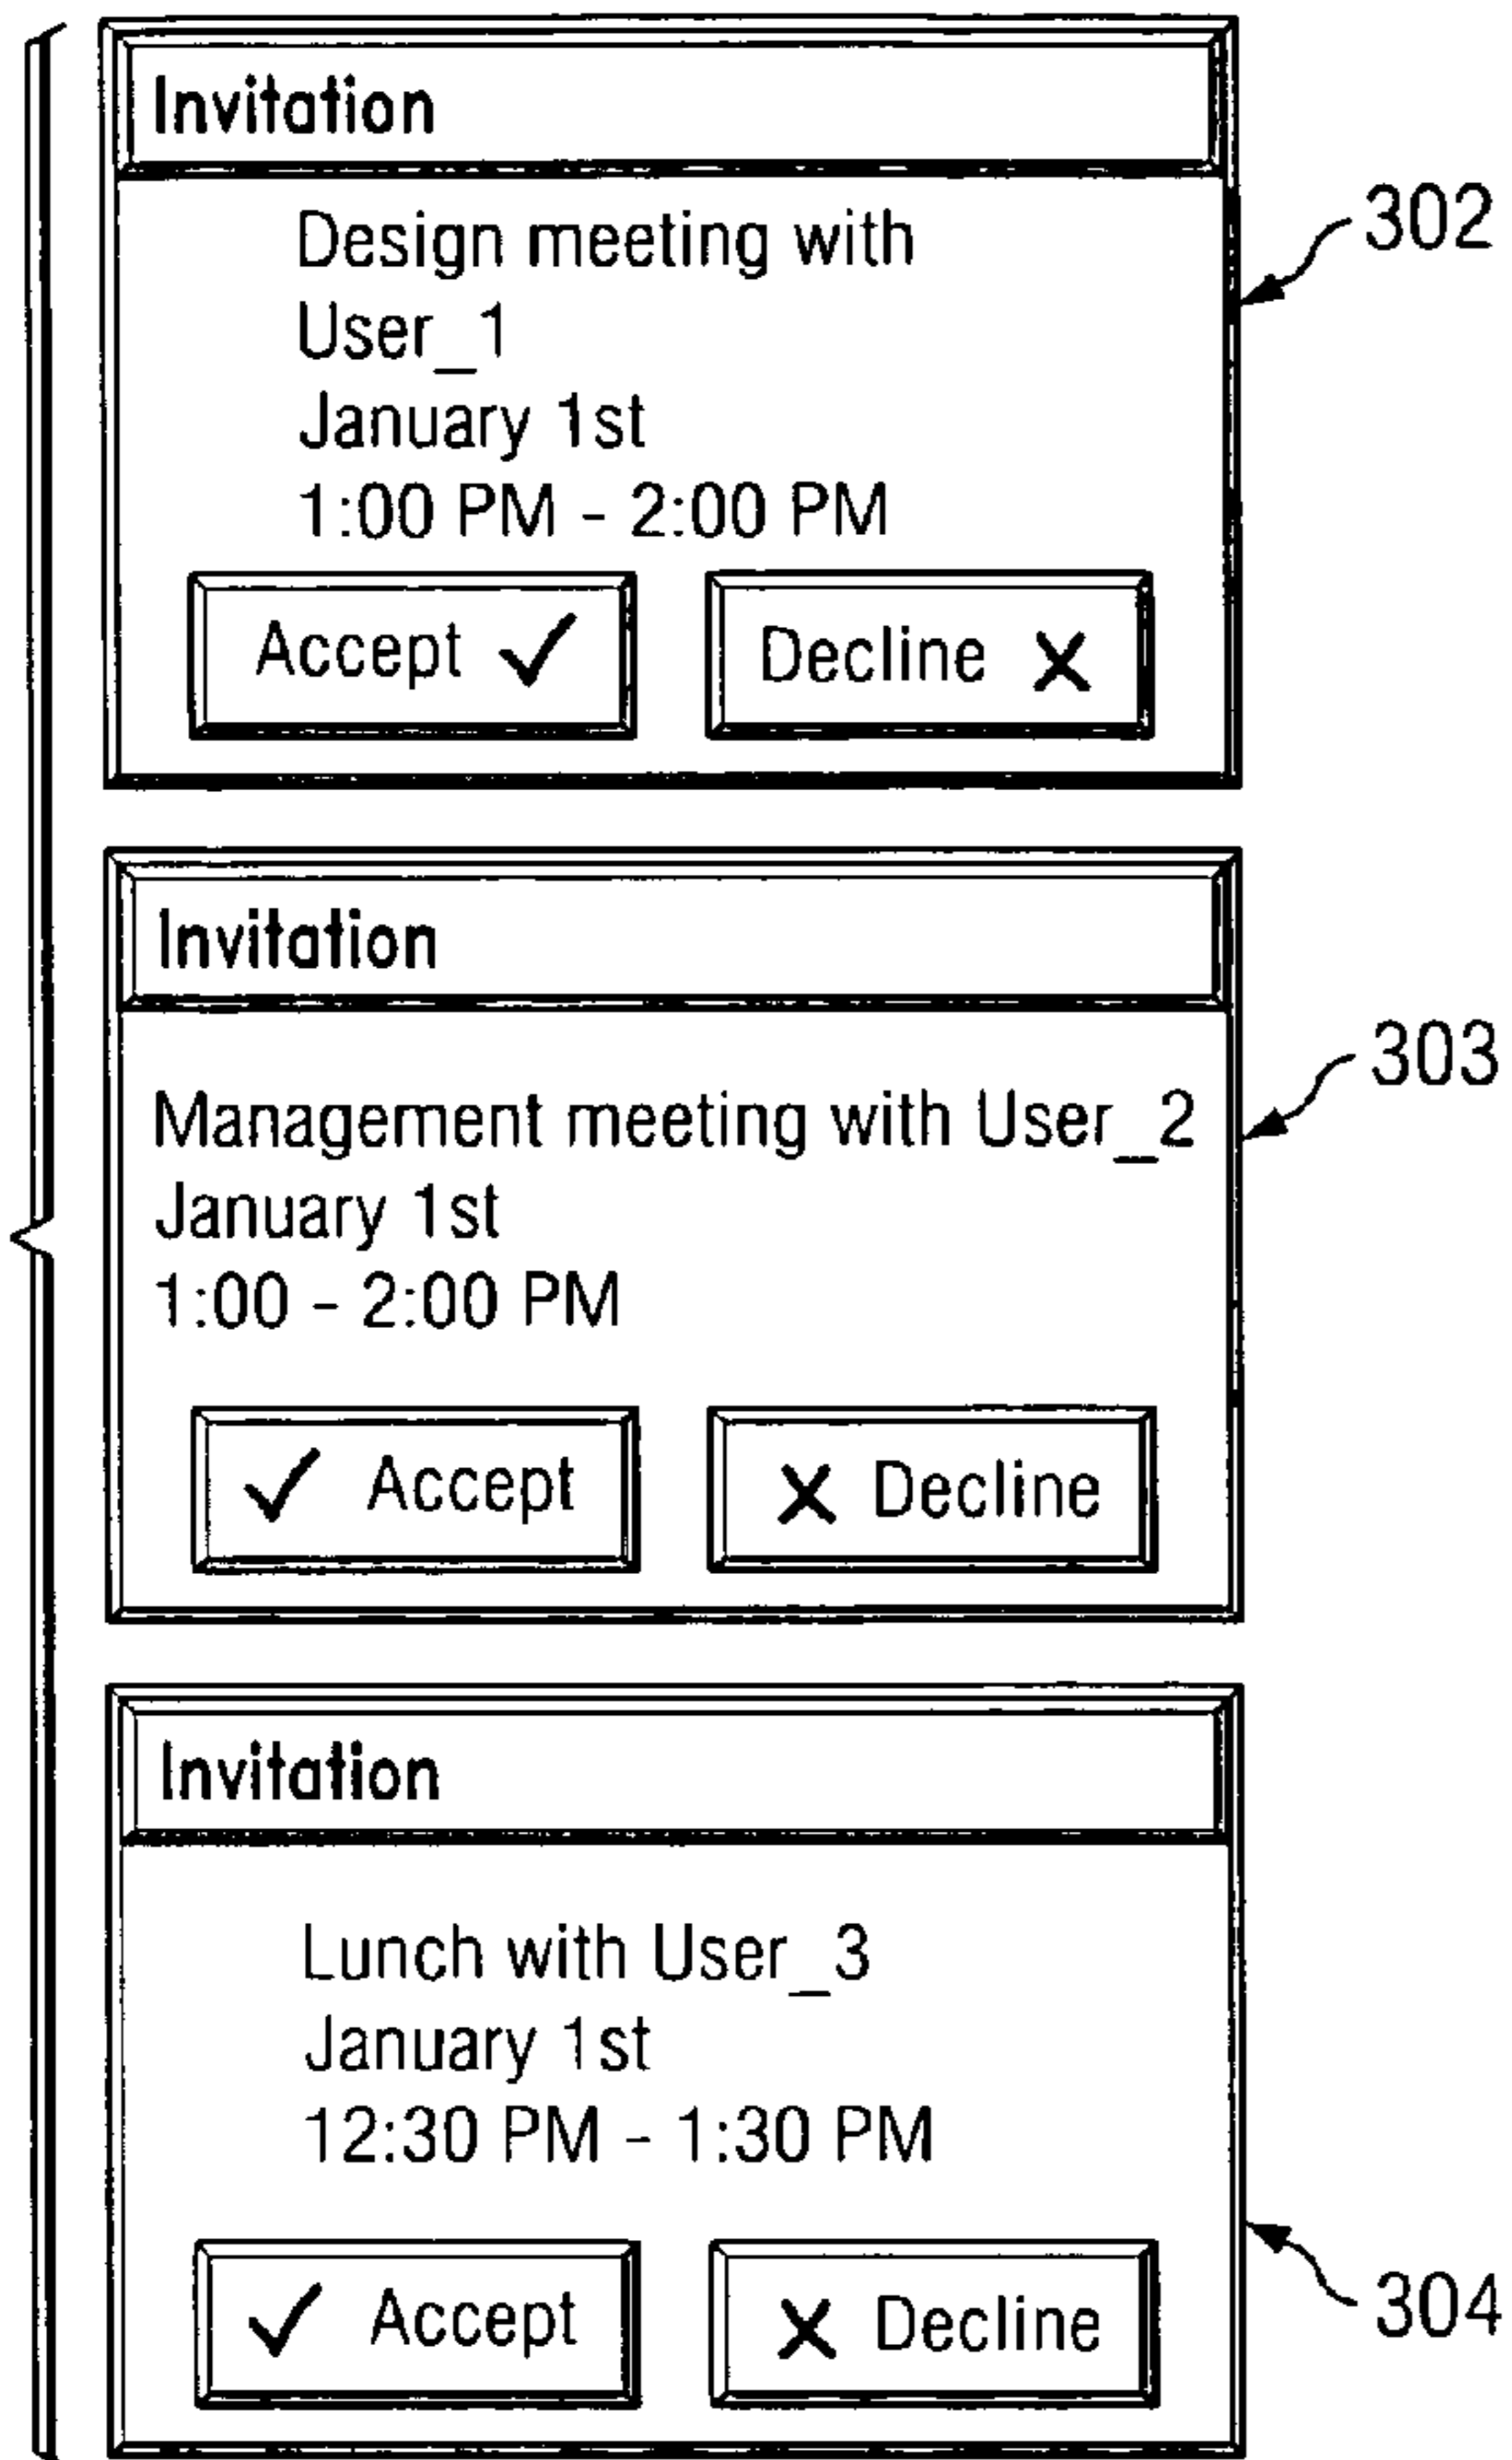 Invitation
Design meeting with
User_1
January 1st
1:00 PM - 2:00 PM
Accept ✓ Decline X
302
Invitation
Management meeting with User_2
January 1st
1:00 - 2:00 PM
✓ Accept X Decline
303
Invitation
Lunch with User_3
January 1st
12:30 PM - 1:30 PM
✓ Accept X Decline
304